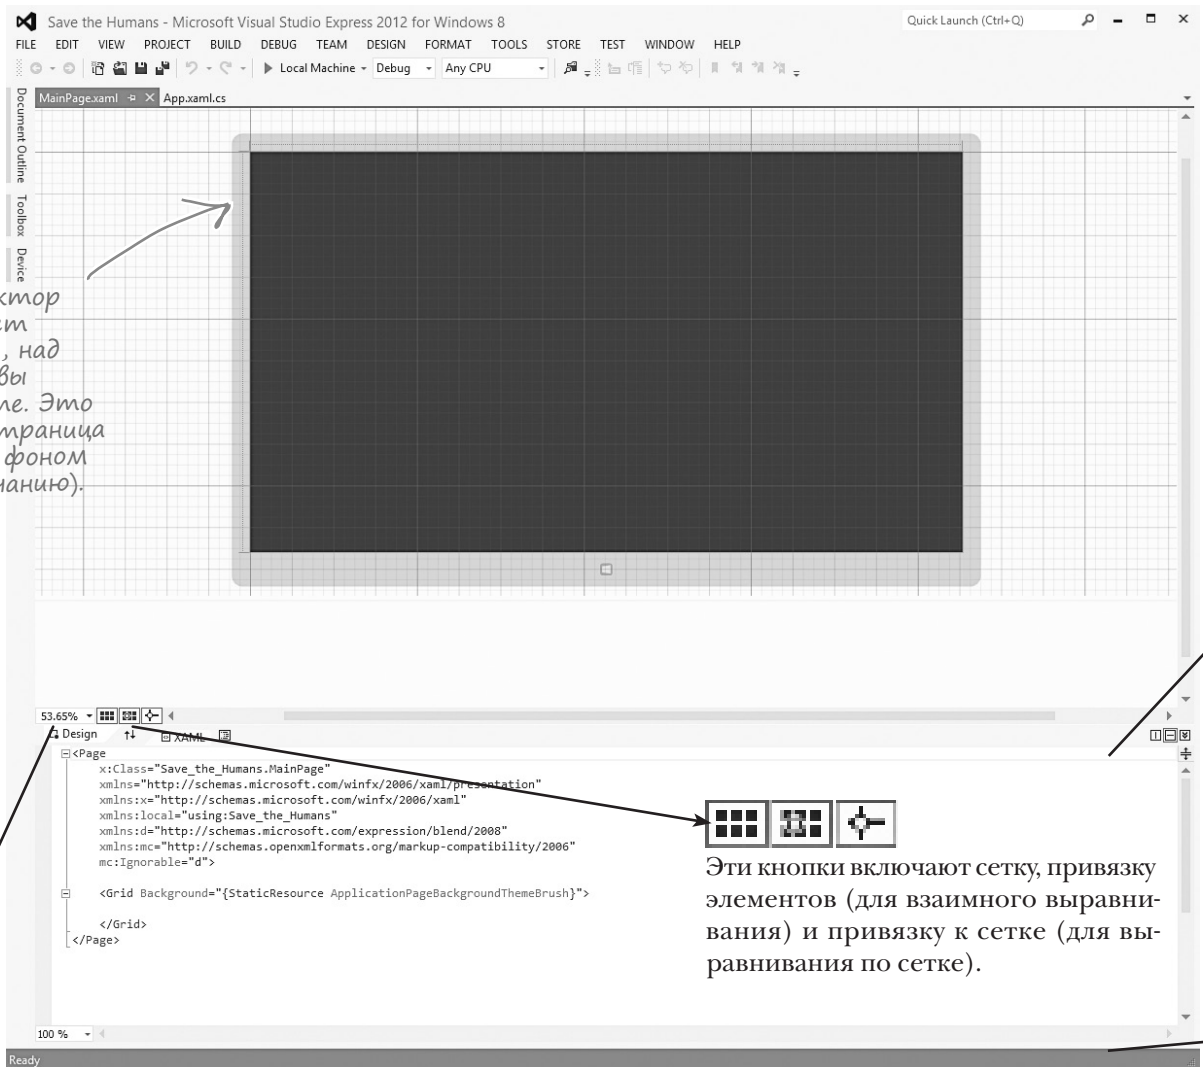 Save the Humans - Microsoft Visual Studio Express 2012 for Windows 8
Quick Launch (Ctrl+Q)
FILE EDIT VIEW PROJECT BUILD DEBUG TEAM DESIGN FORMAT TOOLS STORE TEST WINDOW HELP
Local Machine Debug Any CPU
MainPage.xaml App.xaml.cs
Document Outline
Toolbox
Device
ктор
ет
, над
вы
ле. Это
траница
фоном
чанию).
53.65%
Design XAML
<Page
x:Class="Save_the_Humans.MainPage"
xmlns="http://schemas.microsoft.com/winfx/2006/xaml/presentation"
xmlns:x="http://schemas.microsoft.com/winfx/2006/xaml"
xmlns:local="using:Save_the_Humans"
xmlns:d="http://schemas.microsoft.com/expression/blend/2008"
xmlns:mc="http://schemas.openxmlformats.org/markup-compatibility/2006"
mc:Ignorable="d">
<Grid Background="{StaticResource ApplicationPageBackgroundThemeBrush}">
</Grid>
</Page>
Эти кнопки включают сетку, привязку
элементов (для взаимного выравни-
вания) и привязку к сетке (для вы-
равнивания по сетке).
100 %
Ready